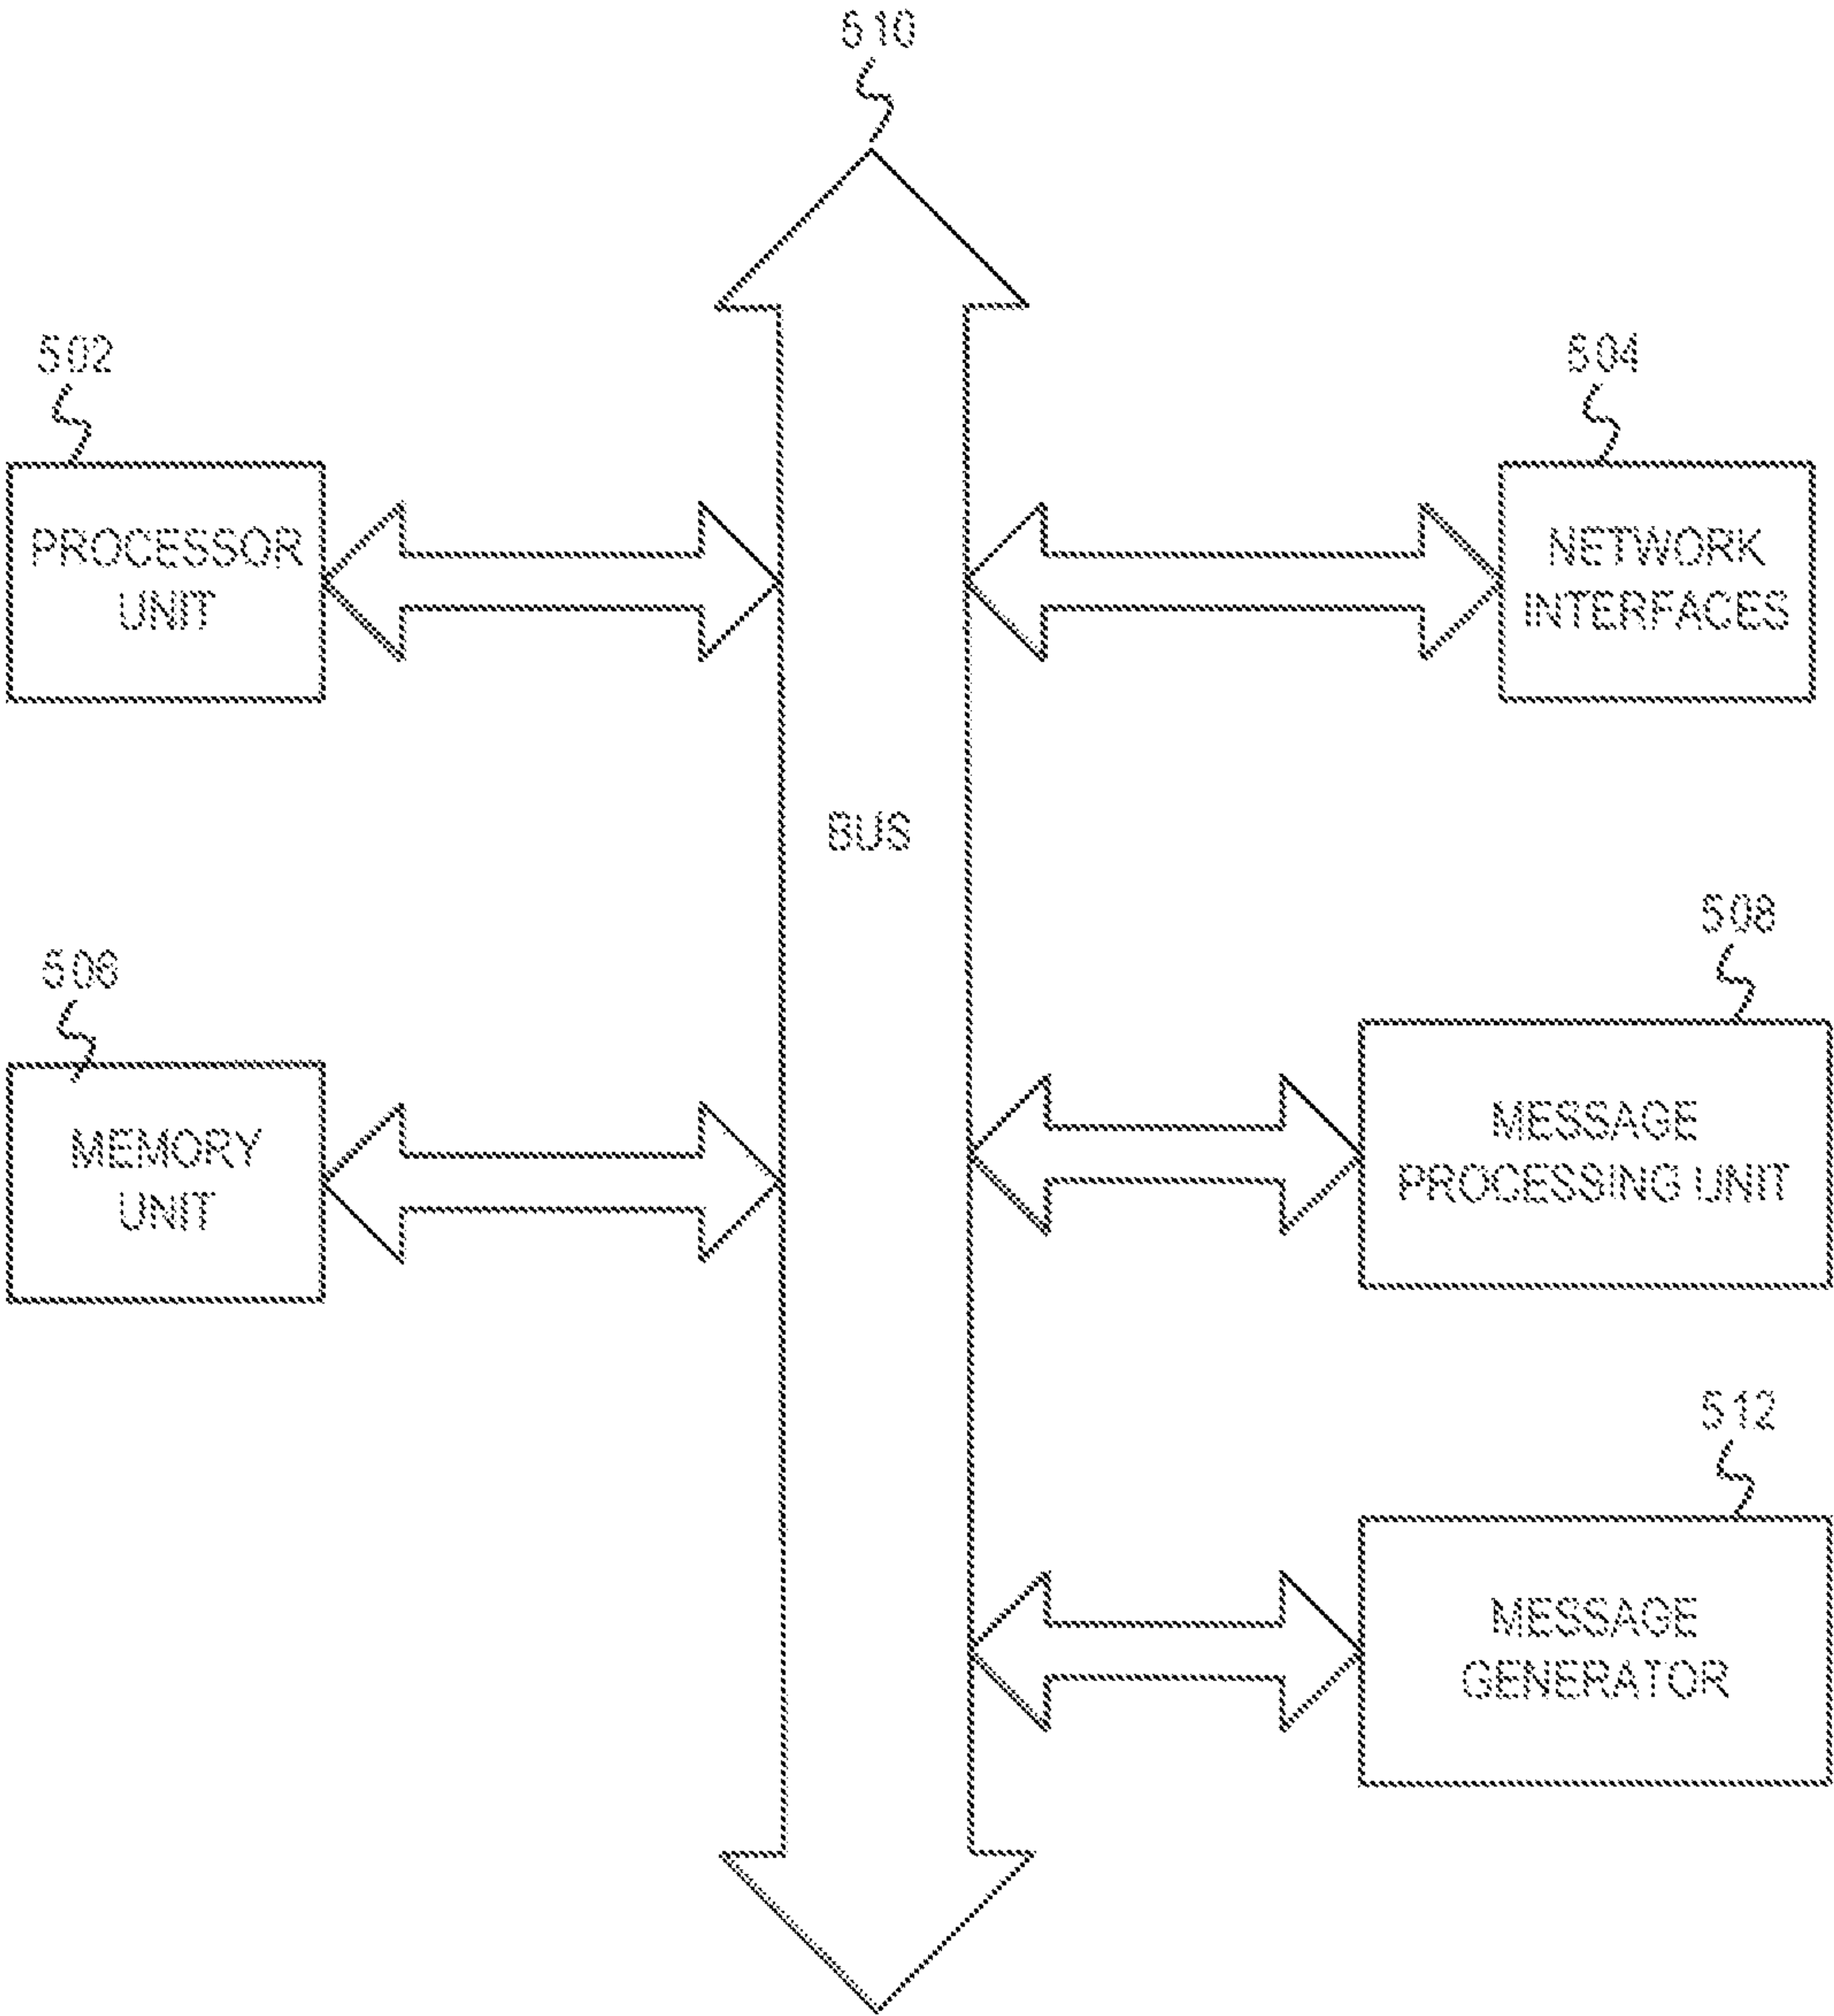 510
502
PROCESSOR
UNIT
504
NETWORK
INTERFACES
BUS
506
MEMORY
UNIT
508
MESSAGE
PROCESSING UNIT
512
MESSAGE
GENERATOR